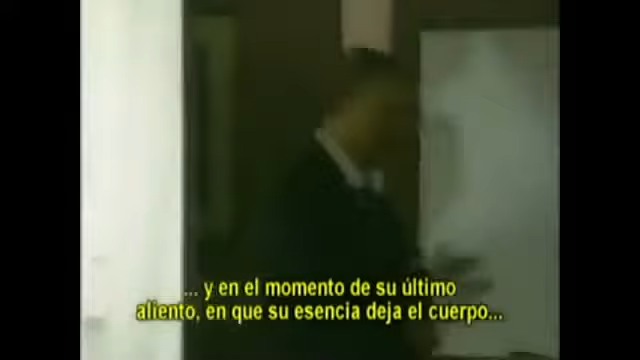 ... y en el momento de su último
aliento, en que su esencia deja el cuerpo...